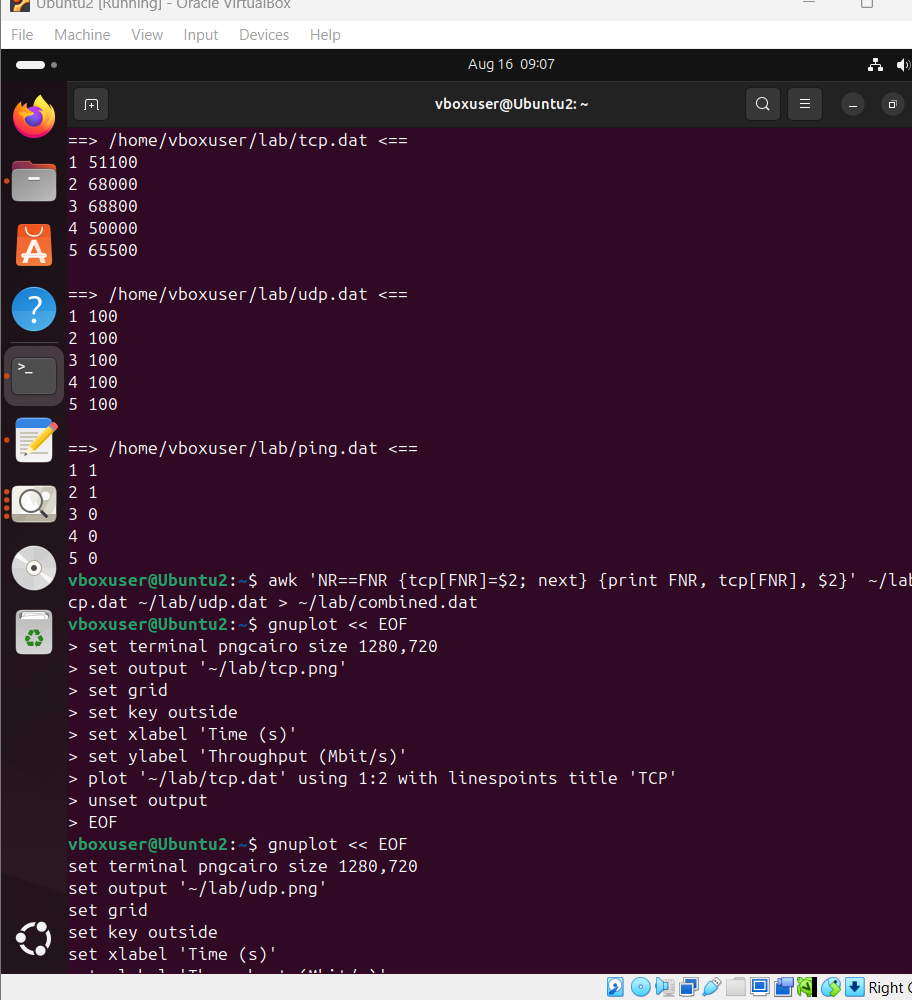 Ubuntu2 [Running] - Oracle VirtualBox
File Machine View Input Devices Help
Aug 16 09:07
vboxuser@Ubuntu2: ~
==> /home/vboxuser/lab/tcp.dat <==
1 51100
2 68000
3 68800
4 50000
5 65500
==> /home/vboxuser/lab/udp.dat <==
1 100
2 100
3 100
4 100
5 100
==> /home/vboxuser/lab/ping.dat <==
1 1
2 1
3 0
4 0
5 0
vboxuser@Ubuntu2:~$ awk 'NR==FNR {tcp[FNR]=$2; next} {print FNR, tcp[FNR], $2}' ~/lab
cp.dat ~/lab/udp.dat > ~/lab/combined.dat
vboxuser@Ubuntu2:~$ gnuplot << EOF
> set terminal pngcairo size 1280,720
> set output '~/lab/tcp.png'
> set grid
> set key outside
> set xlabel 'Time (s)'
> set ylabel 'Throughput (Mbit/s)'
> plot '~/lab/tcp.dat' using 1:2 with linespoints title 'TCP'
> unset output
> EOF
vboxuser@Ubuntu2:~$ gnuplot << EOF
set terminal pngcairo size 1280,720
set output '~/lab/udp.png'
set grid
set key outside
set xlabel 'Time (s)'
Right